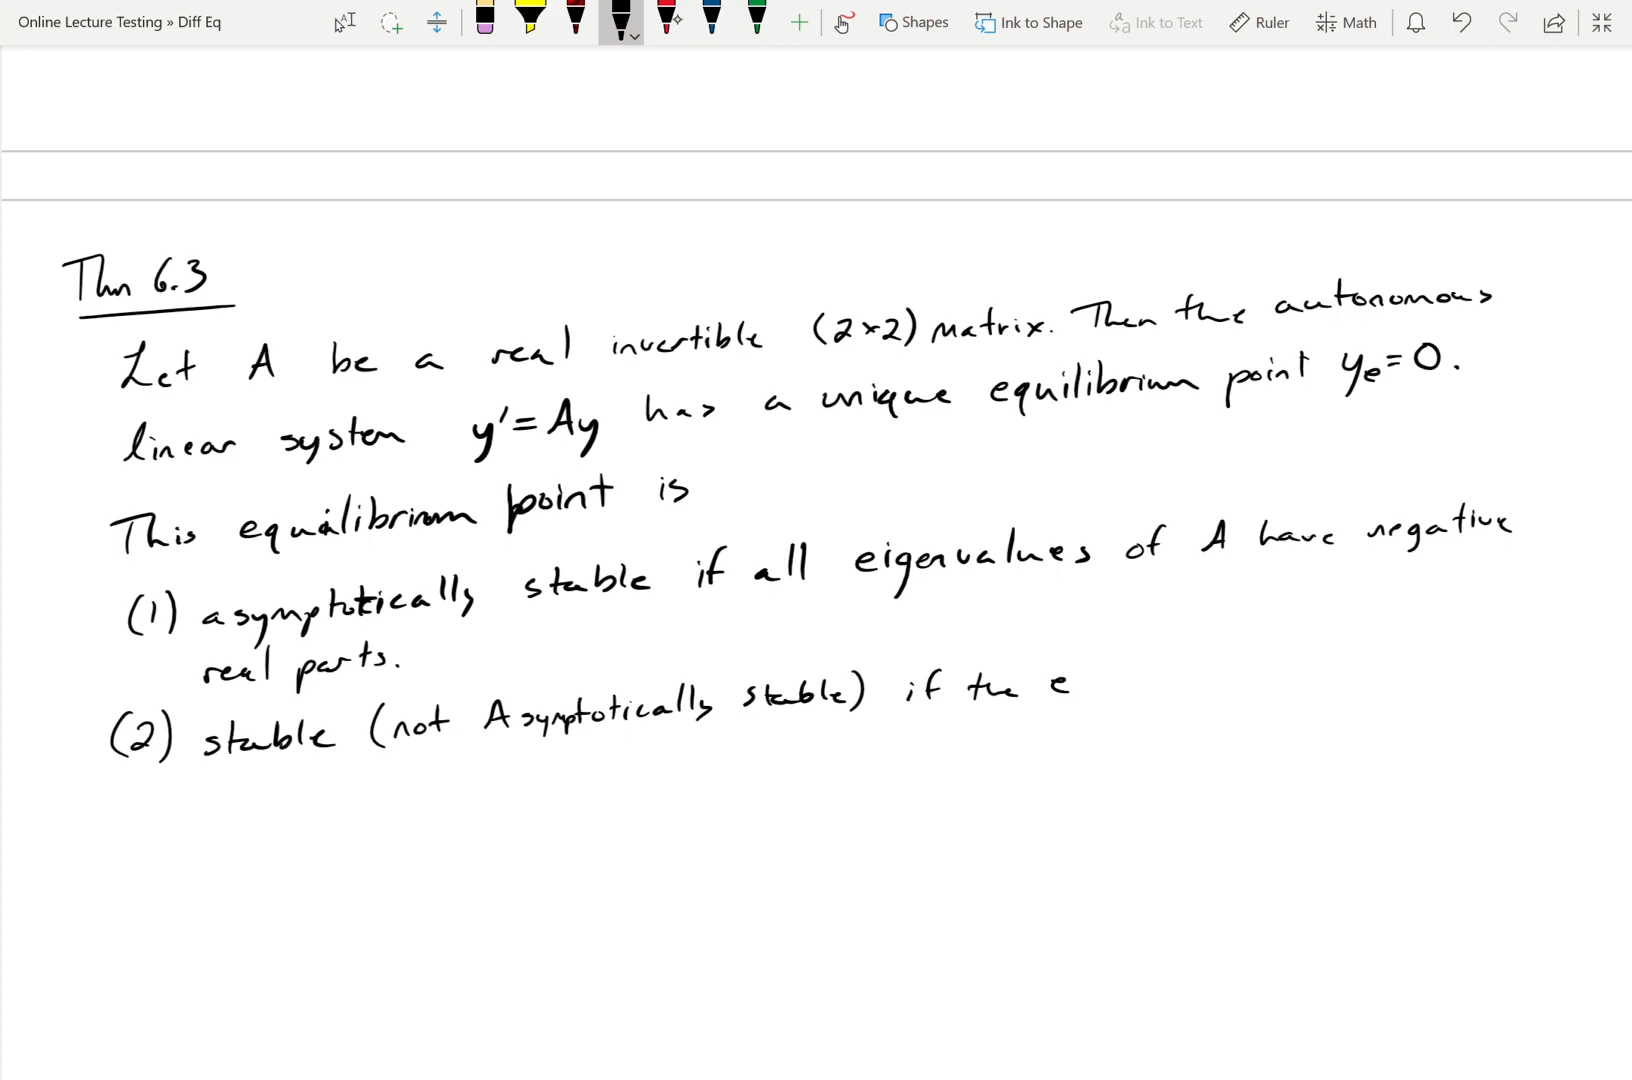 Online Lecture Testing » Diff Eq
Shapes
Ink to Shape
Ink to Text
Ruler
Math
Thm 6.3
Let A be a real invertible (2×2) matrix. Then the autonomous
linear system y' = Ay has a unique equilibrium point yₑ = 0.
This equilibrium point is
(1) asymptotically stable if all eigenvalues of A have negative
real parts.
(2) stable (not Asymptotically stable) if the e